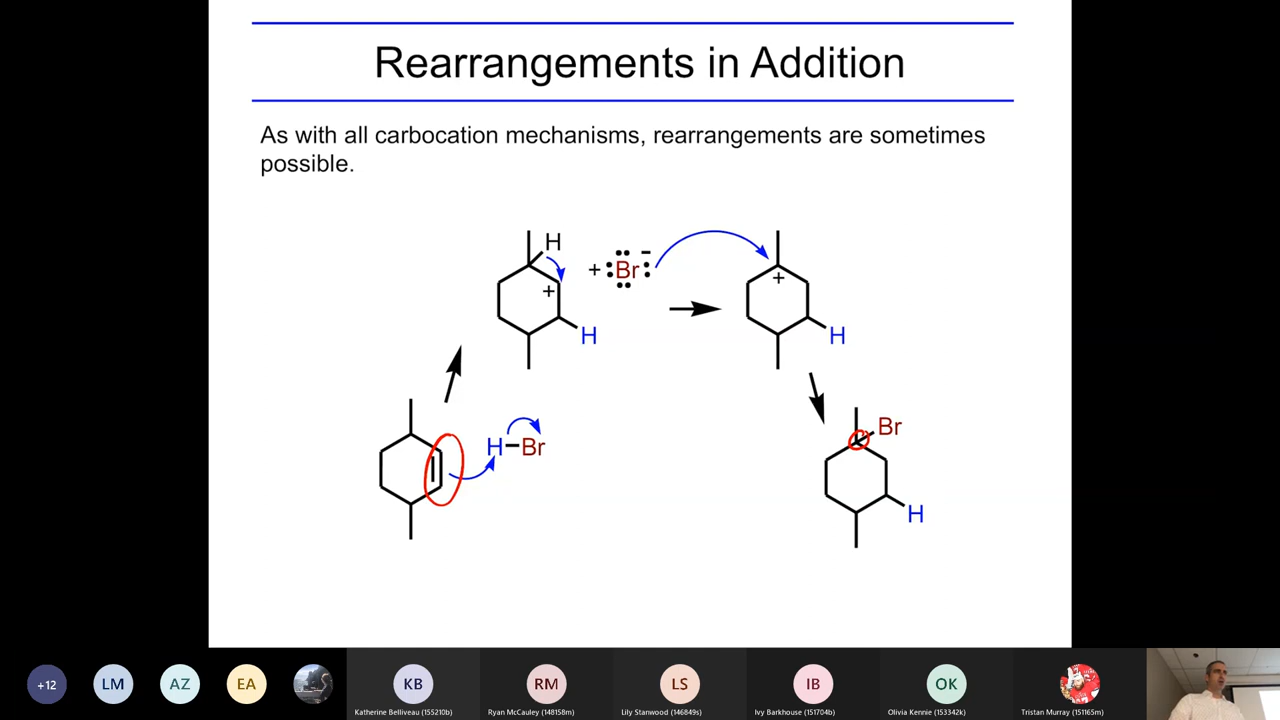 Rearrangements in Addition
As with all carbocation mechanisms, rearrangements are sometimes
possible.
H
+
H
+ Br −
+
H
H−Br
Br
H
+12
LM
AZ
EA
KB
RM
LS
IB
OK
Katherine Belliveau (155210b)
Ryan McCauley (148158m)
Lily Stanwood (146849s)
Ivy Barkhouse (151704b)
Olivia Kennie (153342k)
Tristan Murray (151165m)